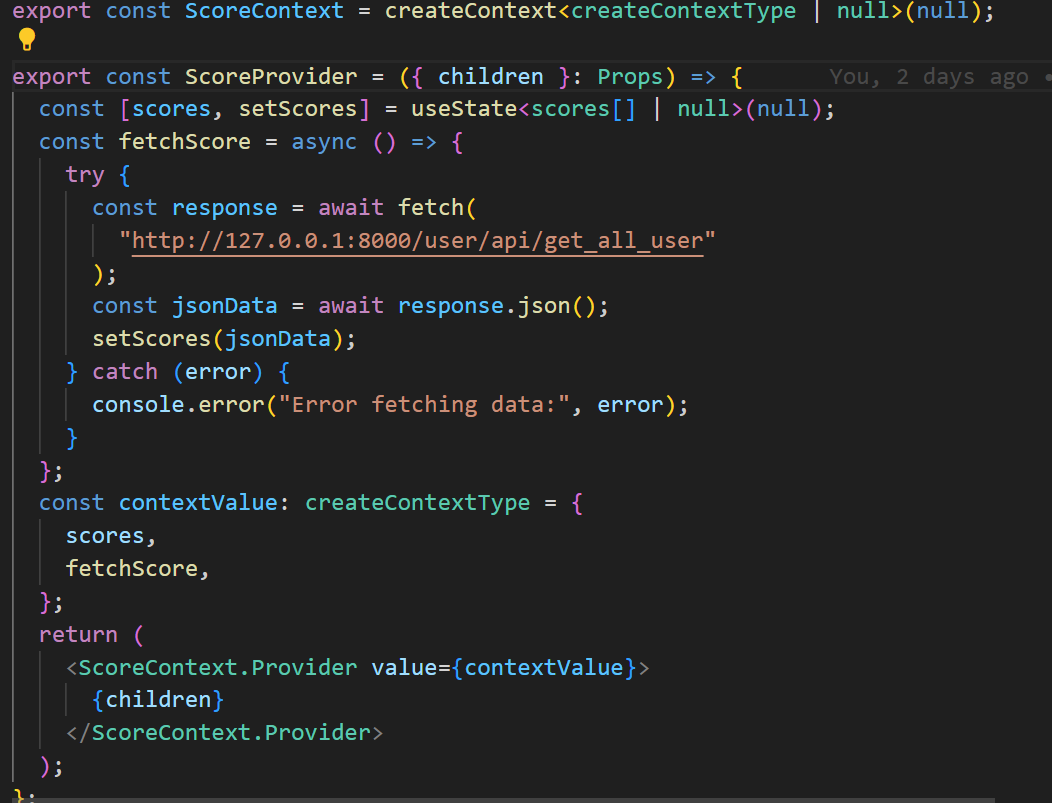 export const ScoreContext = createContext<createContextType | null>(null);
export const ScoreProvider = ({ children }: Props) => { You, 2 days ago •
const [scores, setScores] = useState<scores[] | null>(null);
const fetchScore = async () => {
try {
const response = await fetch(
"http://127.0.0.1:8000/user/api/get_all_user"
);
const jsonData = await response.json();
setScores(jsonData);
} catch (error) {
console.error("Error fetching data:", error);
}
};
const contextValue: createContextType = {
scores,
fetchScore,
};
return (
<ScoreContext.Provider value={contextValue}>
{children}
</ScoreContext.Provider>
);
};